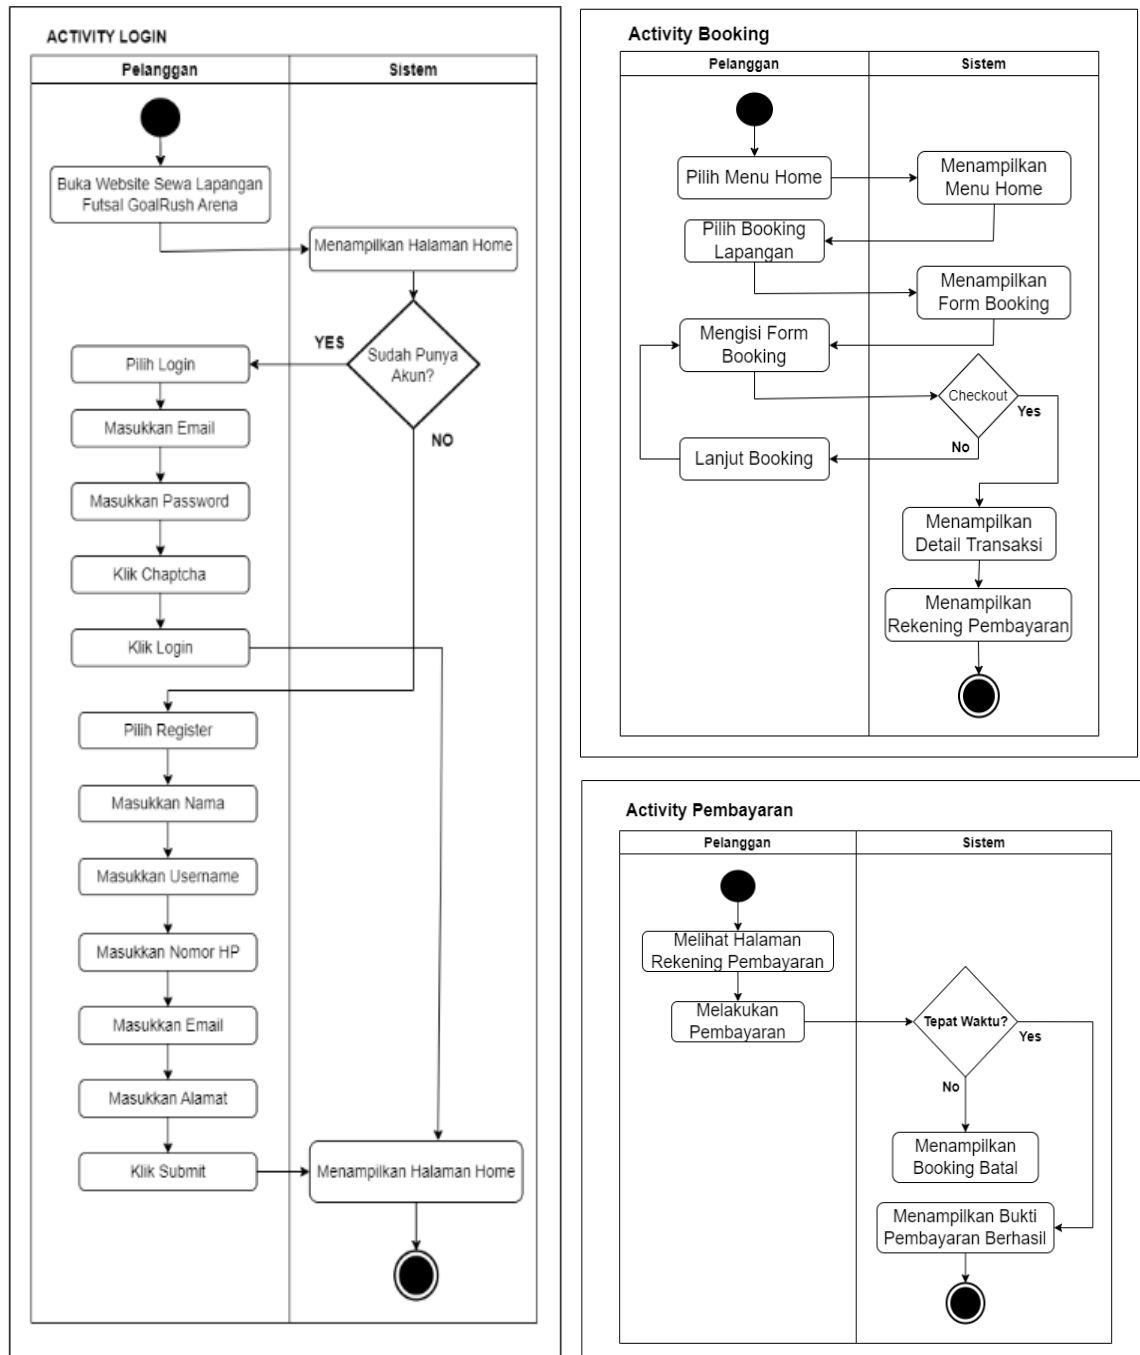 ACTIVITY LOGIN
Pelanggan
Sistem
Buka Website Sewa Lapangan
Futsal GoalRush Arena
Menampilkan Halaman Home
Sudah Punya
Akun?
YES
NO
Pilih Login
Masukkan Email
Masukkan Password
Klik Chaptcha
Klik Login
Pilih Register
Masukkan Nama
Masukkan Username
Masukkan Nomor HP
Masukkan Email
Masukkan Alamat
Klik Submit
Menampilkan Halaman Home
Activity Booking
Pelanggan
Sistem
Pilih Menu Home
Menampilkan
Menu Home
Pilih Booking
Lapangan
Menampilkan
Form Booking
Mengisi Form
Booking
Checkout
Yes
No
Lanjut Booking
Menampilkan
Detail Transaksi
Menampilkan
Rekening Pembayaran
Activity Pembayaran
Pelanggan
Sistem
Melihat Halaman
Rekening Pembayaran
Melakukan
Pembayaran
Tepat Waktu?
Yes
No
Menampilkan
Booking Batal
Menampilkan Bukti
Pembayaran Berhasil